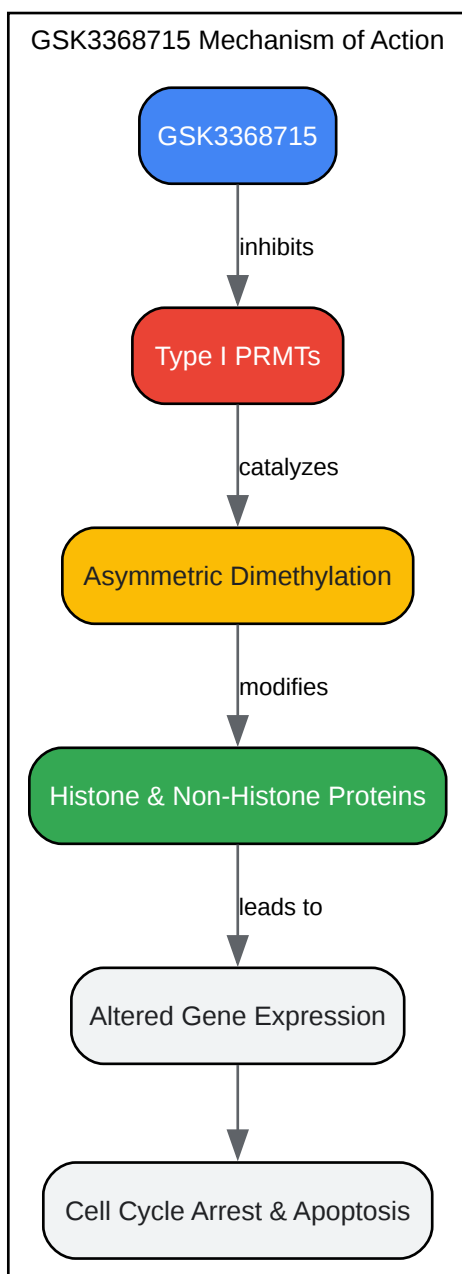 GSK3368715 Mechanism of Action
GSK3368715
inhibits
Type I PRMTs
catalyzes
Asymmetric Dimethylation
modifies
Histone & Non-Histone Proteins
leads to
Altered Gene Expression
Cell Cycle Arrest & Apoptosis